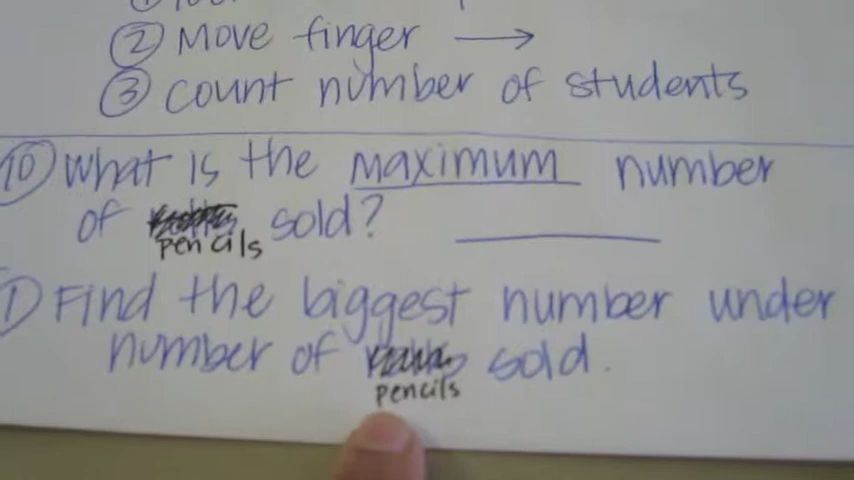 ② Move finger →
③ count number of students
⑩ What is the maximum number
of pencils sold?
① Find the biggest number under
number of pencils sold.